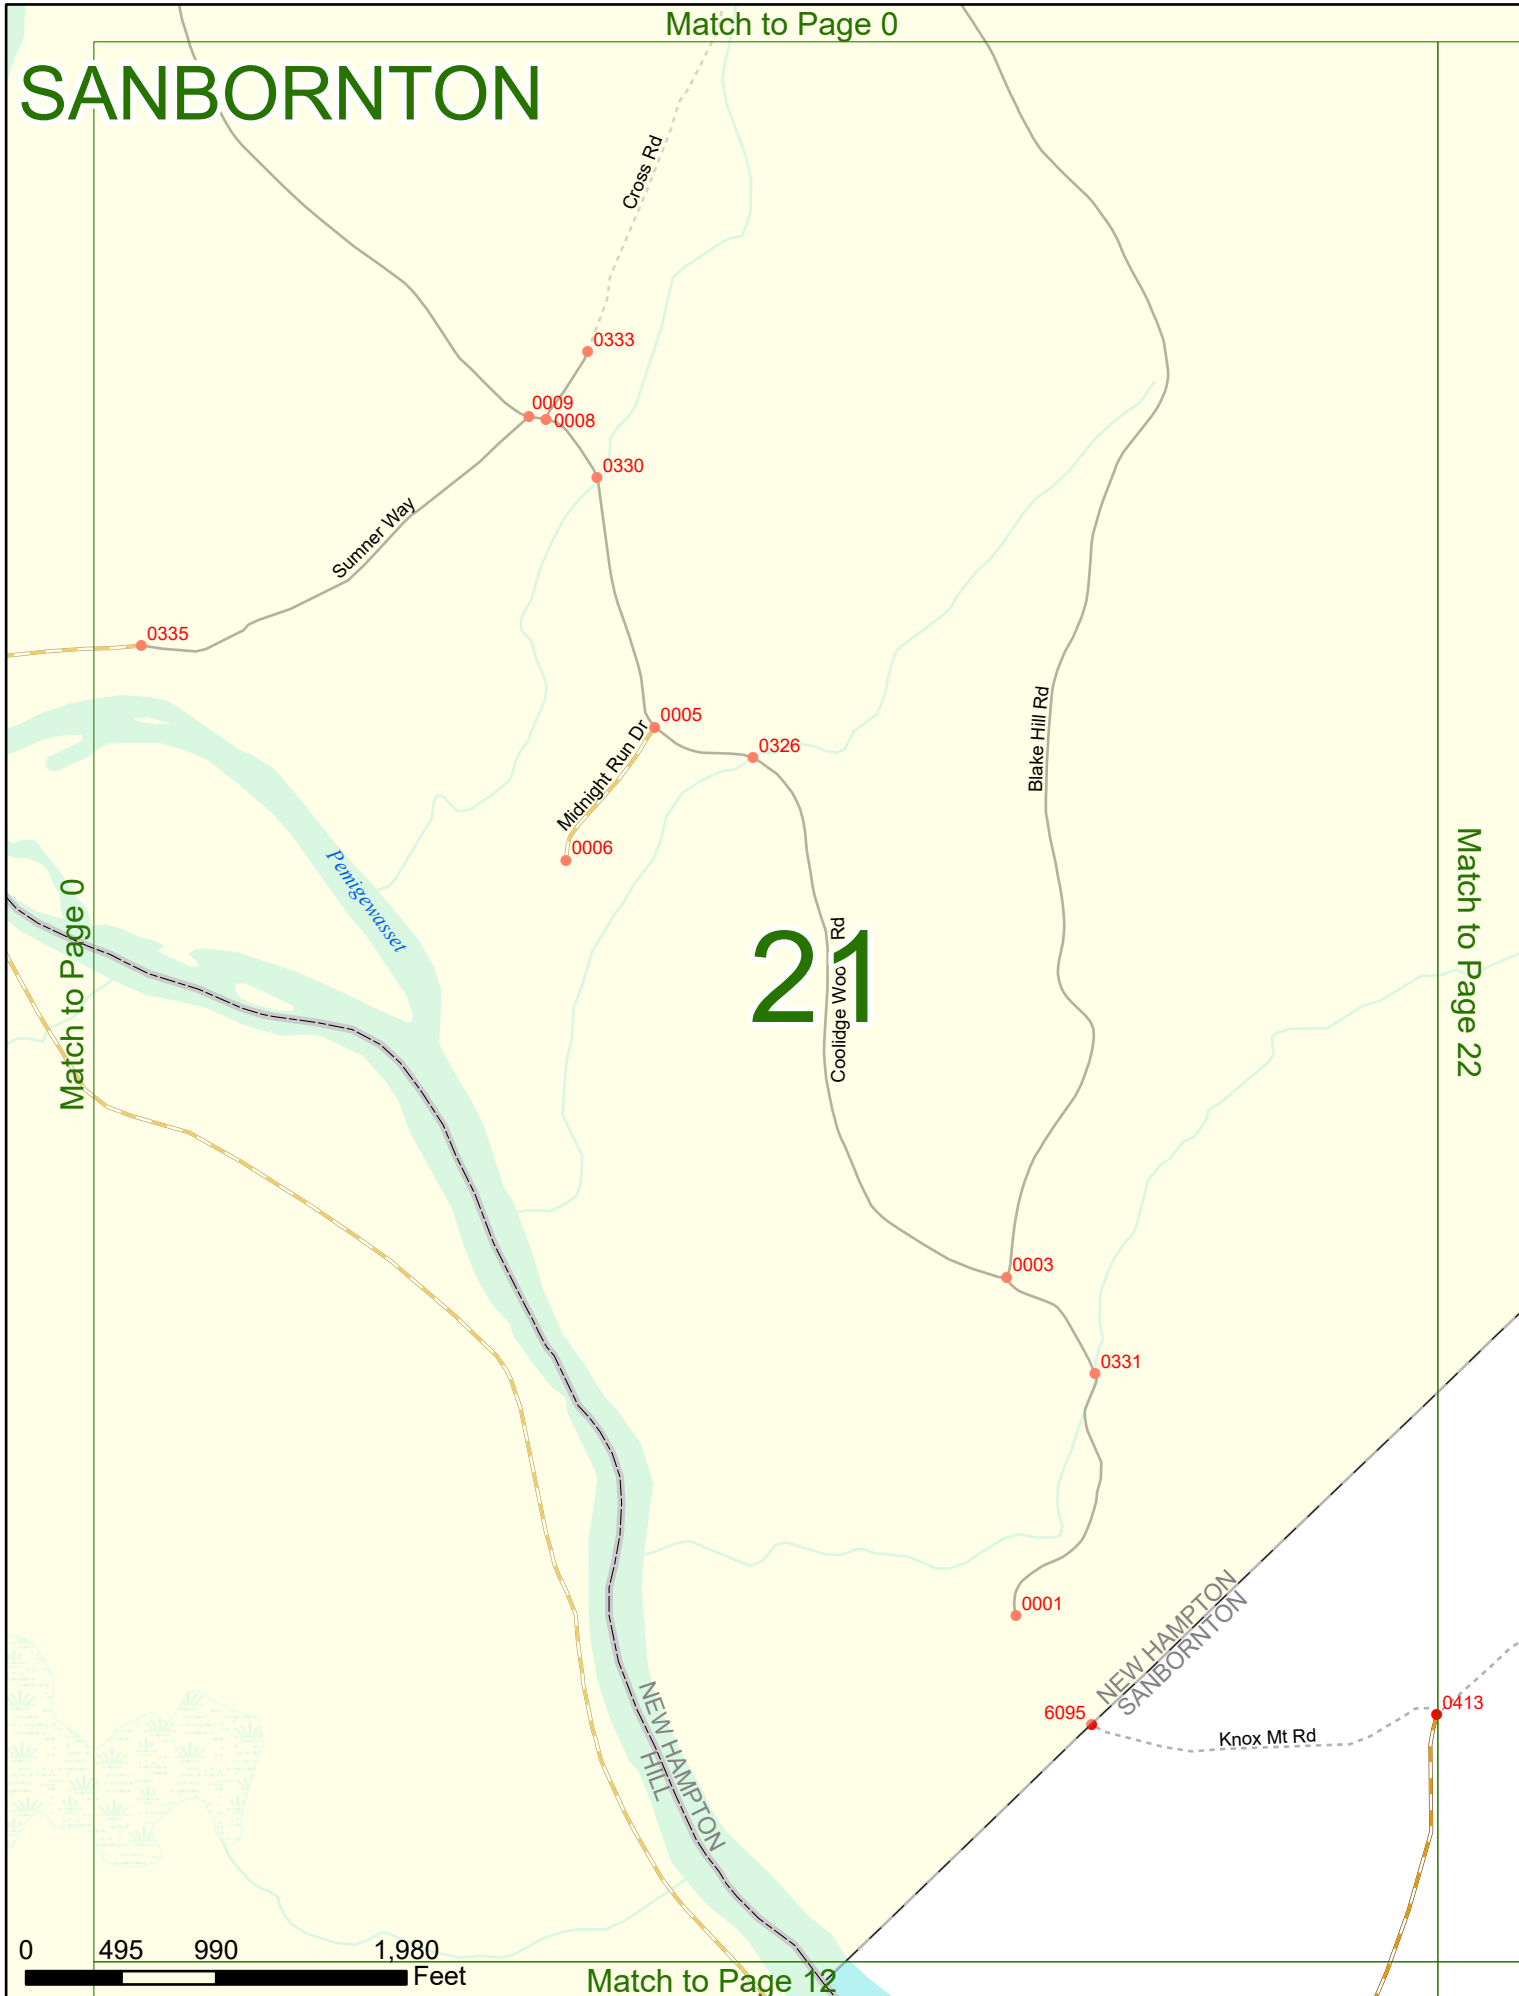 Match to Page 0
SANBORNTON
Cross Rd
0333
0009
0008
0330
Sumner Way
0335
0005
0326
Midnight Run Dr
0006
Blake Hill Rd
Pemigewasset
Match to Page 0
21
Coolidge Woo Rd
Match to Page 22
0003
0331
0001
NEW HAMPTON
SANBORNTON
6095
0413
Knox Mt Rd
NEW HAMPTON
HILL
0 495 990 1,980
Feet
Match to Page 12